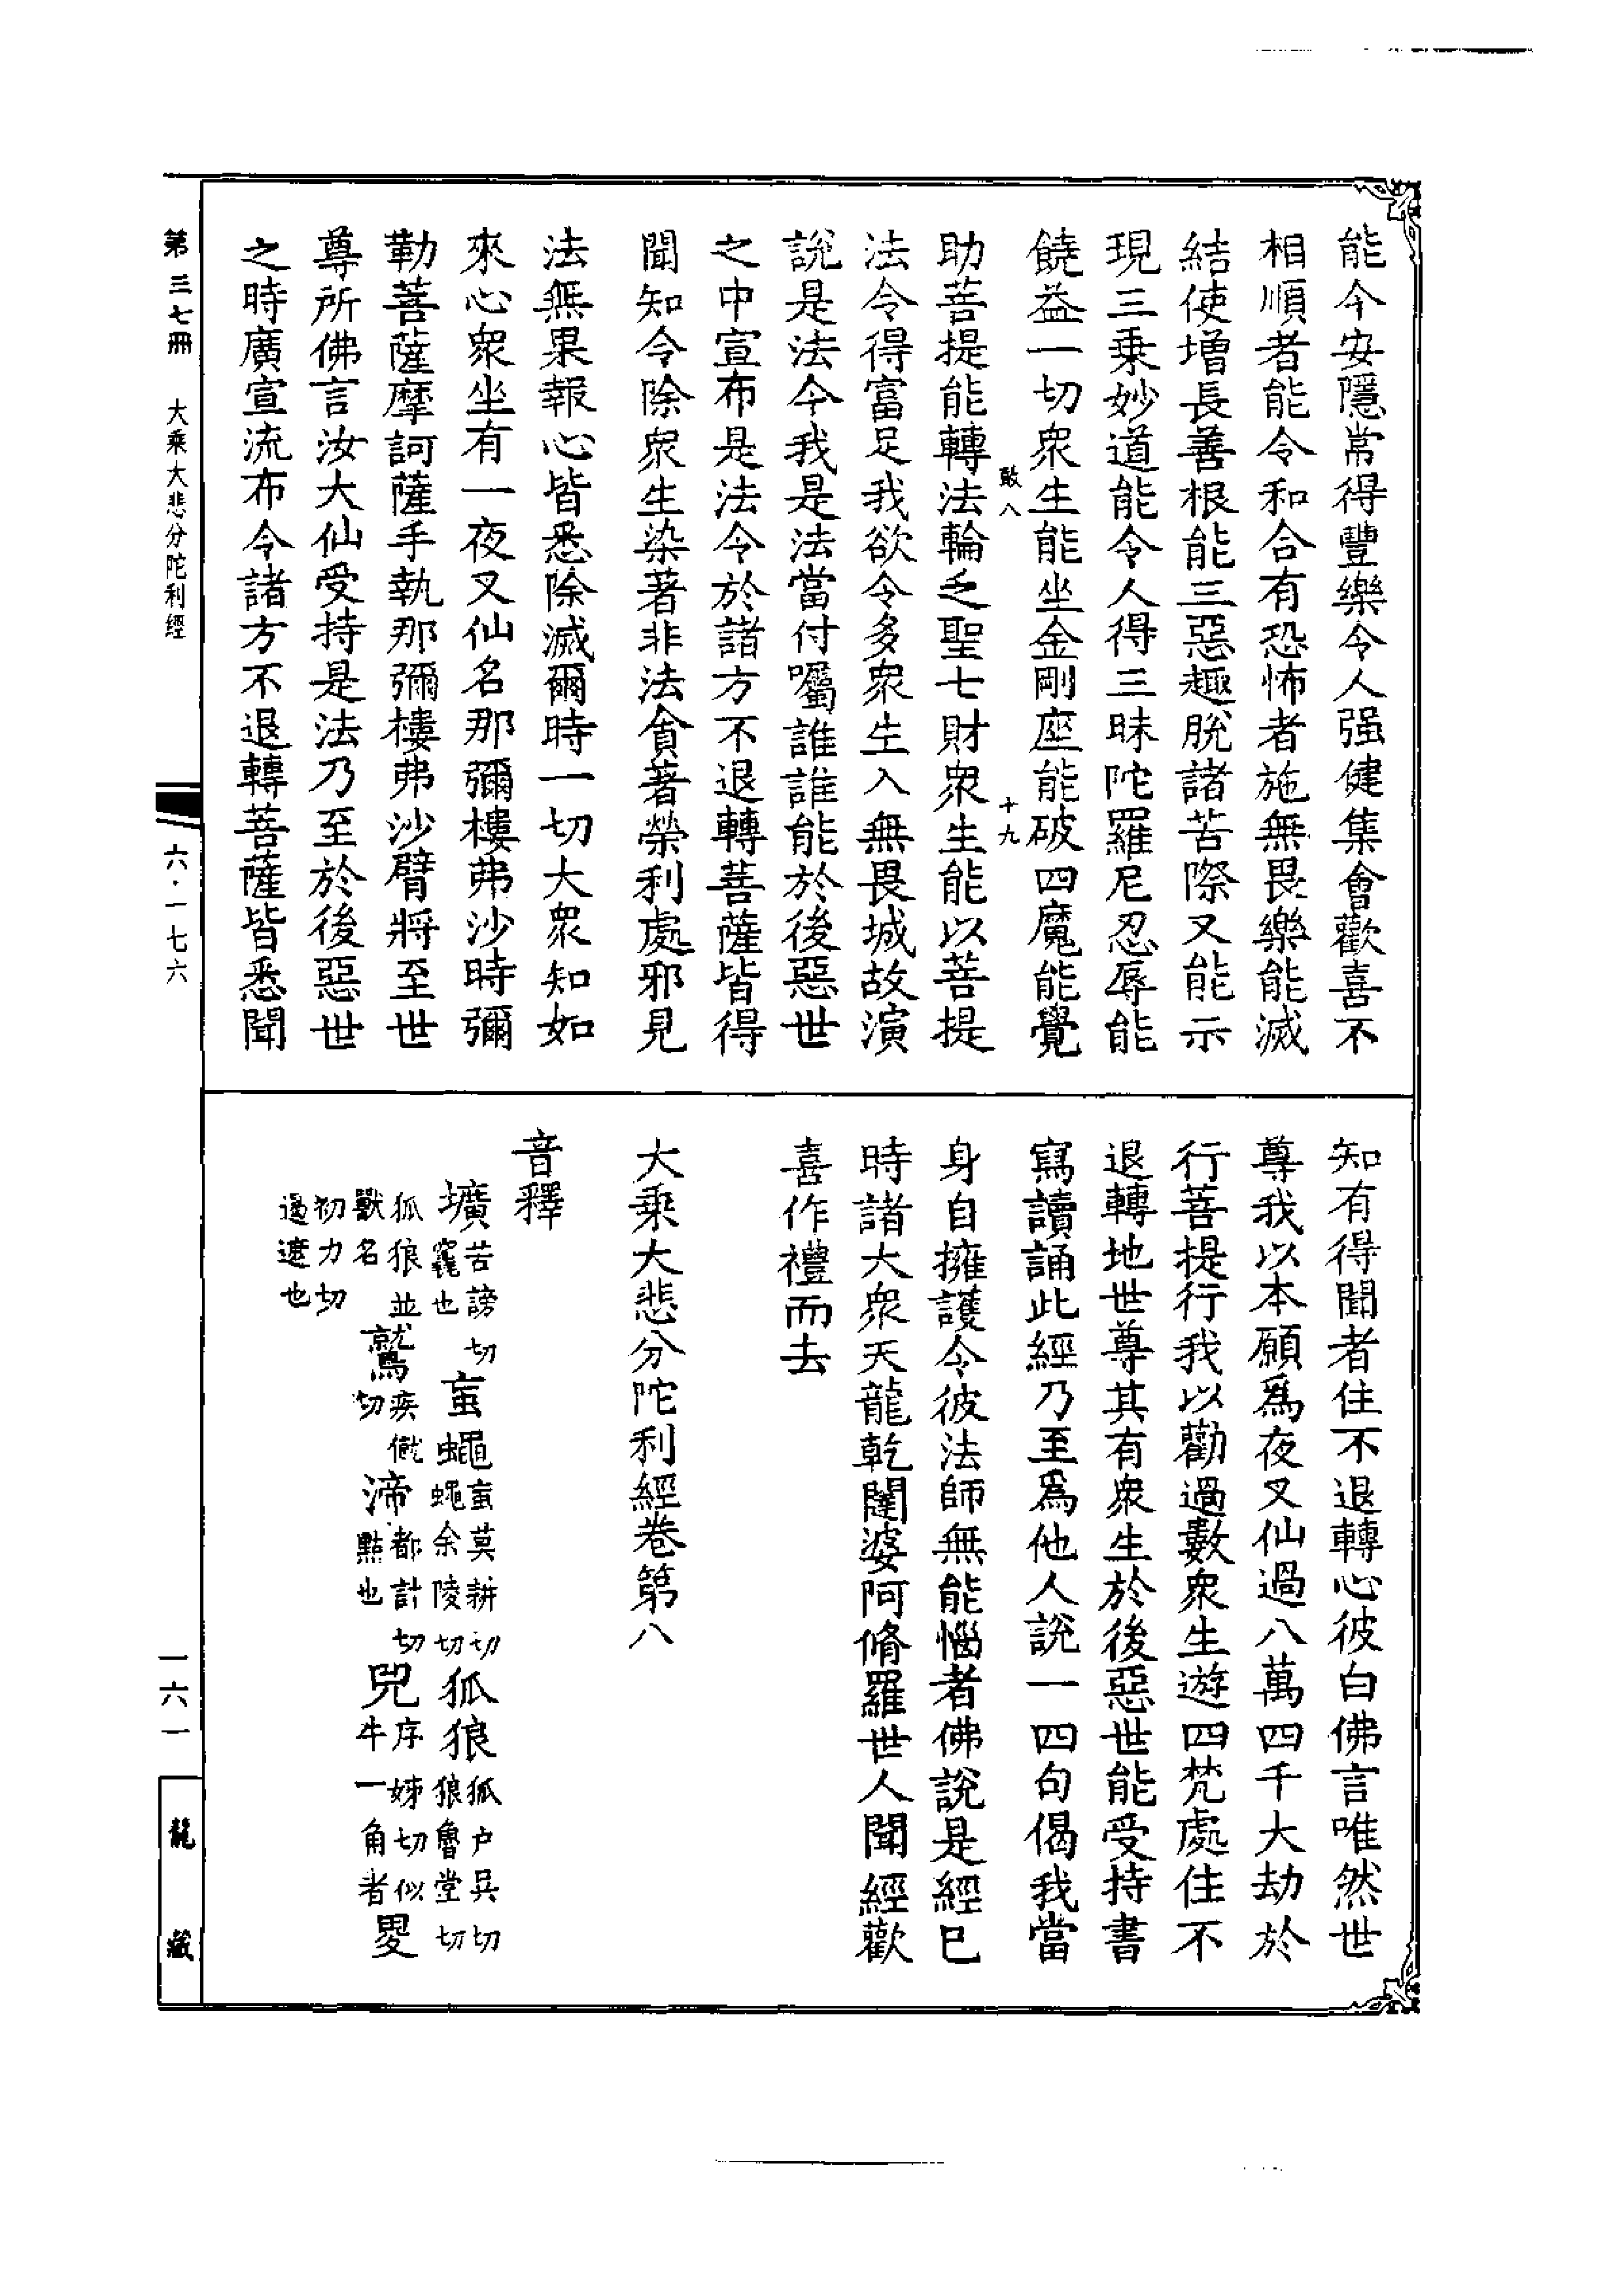 能令安隱常得豐樂令人强健集會歡喜不
相順者能令和合有恐怖者施無畏樂能滅
結使增長善根能三惡趣脫諸苦際又能示
現三乘妙道能令人得三昧陀羅尼忍辱能
饒益一切衆生能坐金剛座能破四魔能覺
八 十九
助菩提能轉法輪乏聖七財衆生能以菩提
法令得富足我欲令多衆生入無畏城故演
說是法今我是法當付囑誰誰能於後惡世
之中宣布是法令於諸方不退轉菩薩皆得
聞知令除衆生染著非法貪著榮利處邪見
法無果報心皆悉除滅爾時一切大衆知如
來心衆坐有一夜叉仙名那彌樓弗沙時彌
勒菩薩摩訶薩手執那彌樓弗沙臂將至世
尊所佛言汝大仙受持是法乃至於後惡世
之時廣宣流布令諸方不退轉菩薩皆悉聞
知有得聞者住不退轉心彼白佛言唯然世
尊我以本願爲夜叉仙過八萬四千大劫於
行菩提行我以勸過數衆生遊四梵處住不
退轉地世尊其有衆生於後惡世能受持書
寫讀誦此經乃至爲他人說一四句偈我當
身自擁護令彼法師無能惱者佛說是經已
時諸大衆天龍乾闥婆阿脩羅世人聞經歡
喜作禮而去
大乘大悲分陀利經卷第八
音釋
壙苦謗切竁也蝱蠅蝱莫耕切蠅余陵切狐狼狐户吴切狼魯堂切
狐狼並獸名鷲疾僦切渧都計切點也兕序姊切似牛一角者畟
初力切
遏遮也
第三七冊 大乘大悲分陀利經 六·一七六 一六一 龍藏